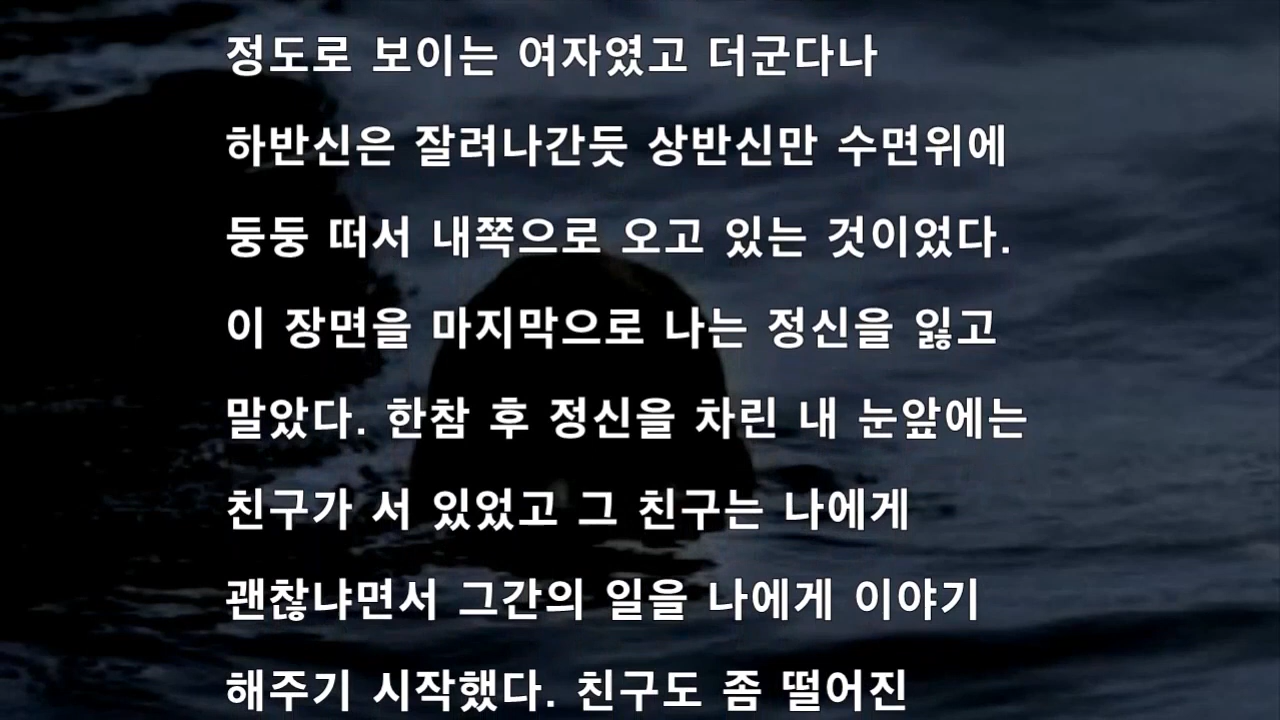 정도로 보이는 여자였고 더군다나
하반신은 잘려나간듯 상반신만 수면위에
둥둥 떠서 내쪽으로 오고 있는 것이었다.
이 장면을 마지막으로 나는 정신을 잃고
말았다. 한참 후 정신을 차린 내 눈앞에는
친구가 서 있었고 그 친구는 나에게
괜찮냐면서 그간의 일을 나에게 이야기
해주기 시작했다. 친구도 좀 떨어진